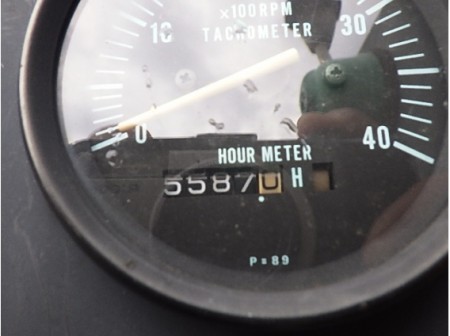 ×100RPM
TACHOMETER
10 30
0 40
HOUR METER
55870 H
P=89